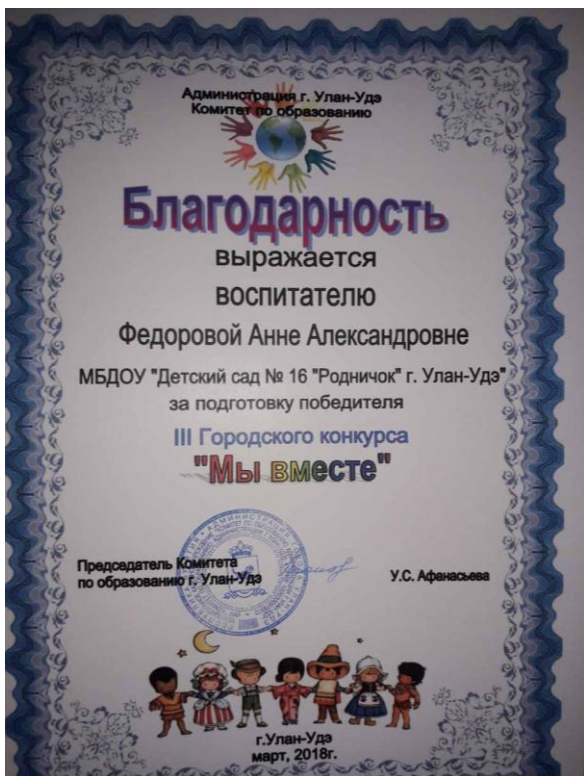 Администрация г. Улан-Удэ
Комитет по образованию
Благодарность
выражается
воспитателю
Федоровой Анне Александровне
МБДОУ "Детский сад № 16 "Родничок" г. Улан-Удэ"
за подготовку победителя
III Городского конкурса
"Мы вместе"
Председатель Комитета
по образованию г. Улан-Удэ
У.С. Афанасьева
г.Улан-Удэ
март, 2018г.